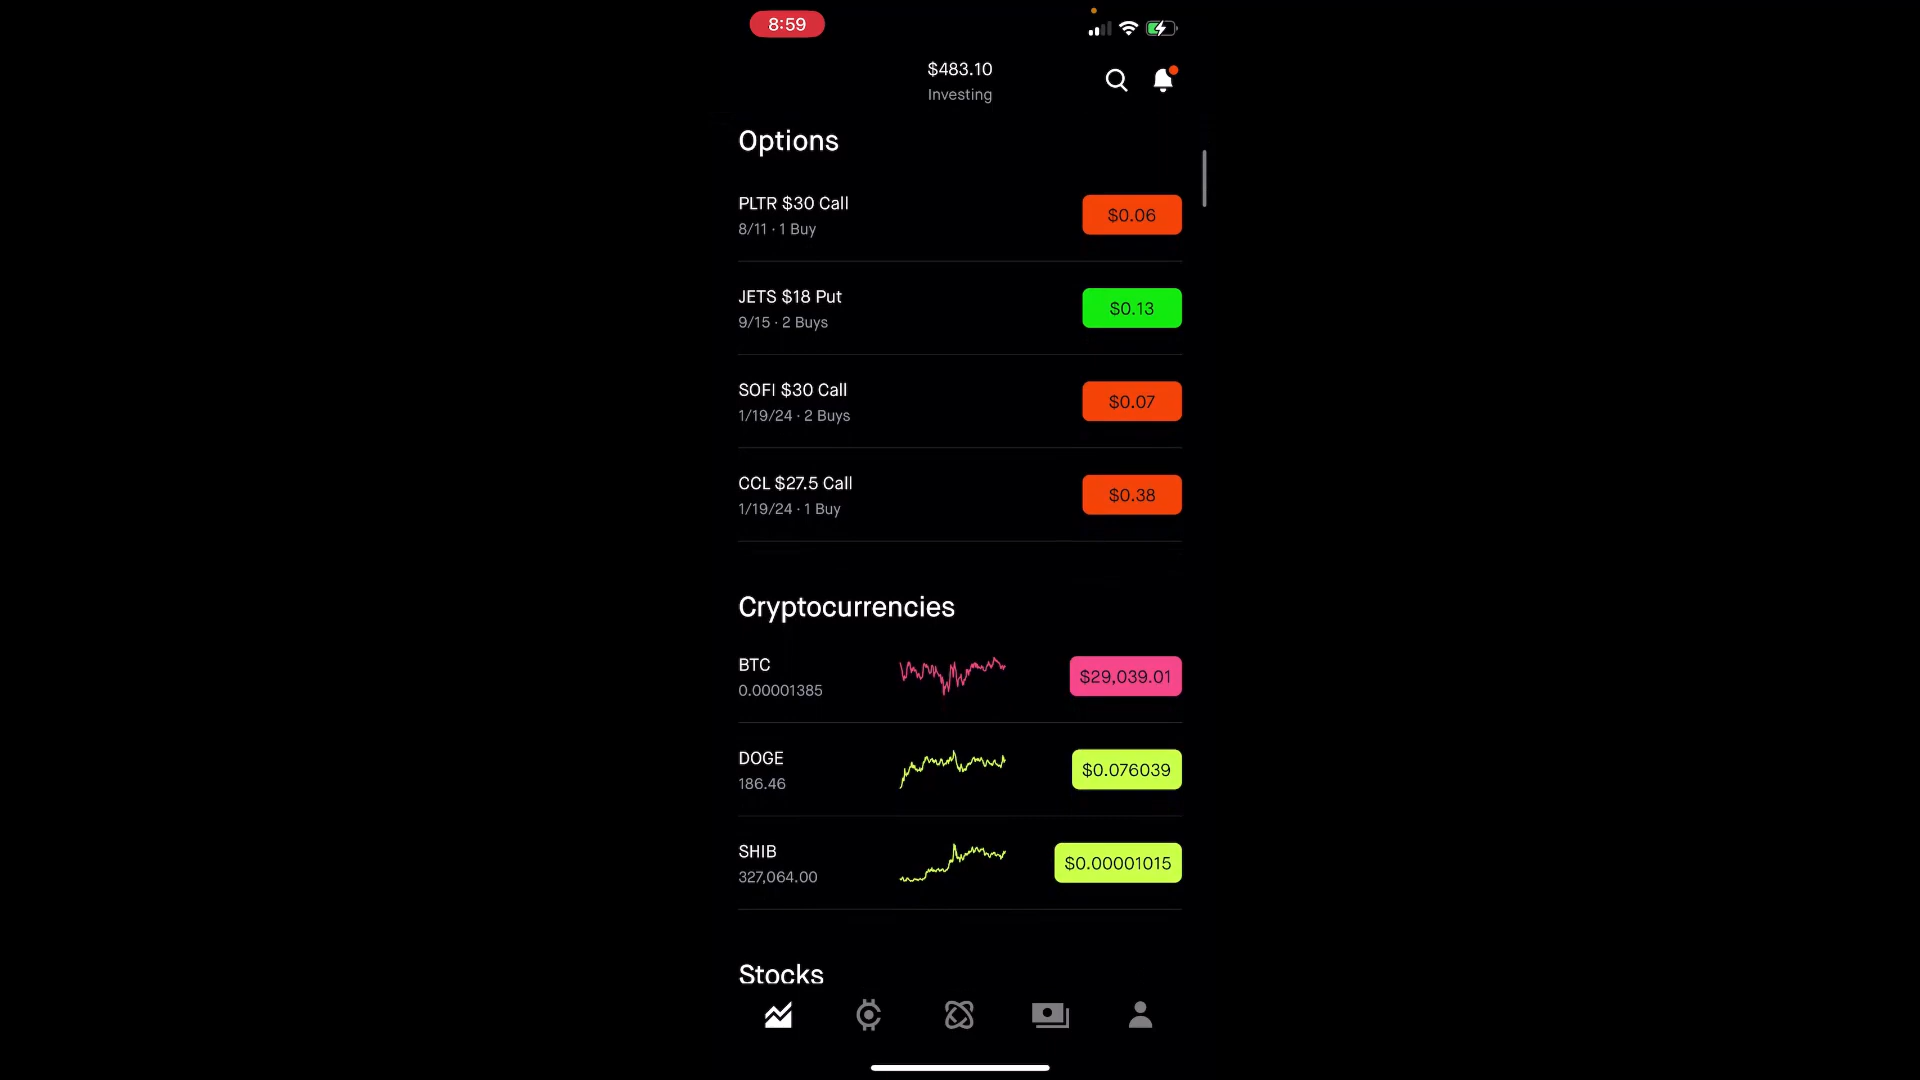 8:59
$483.10
Investing
Options
PLTR $30 Call
8/11 · 1 Buy
$0.06
JETS $18 Put
9/15 · 2 Buys
$0.13
SOFI $30 Call
1/19/24 · 2 Buys
$0.07
CCL $27.5 Call
1/19/24 · 1 Buy
$0.38
Cryptocurrencies
BTC
0.00001385
$29,039.01
DOGE
186.46
$0.076039
SHIB
327,064.00
$0.00001015
Stocks